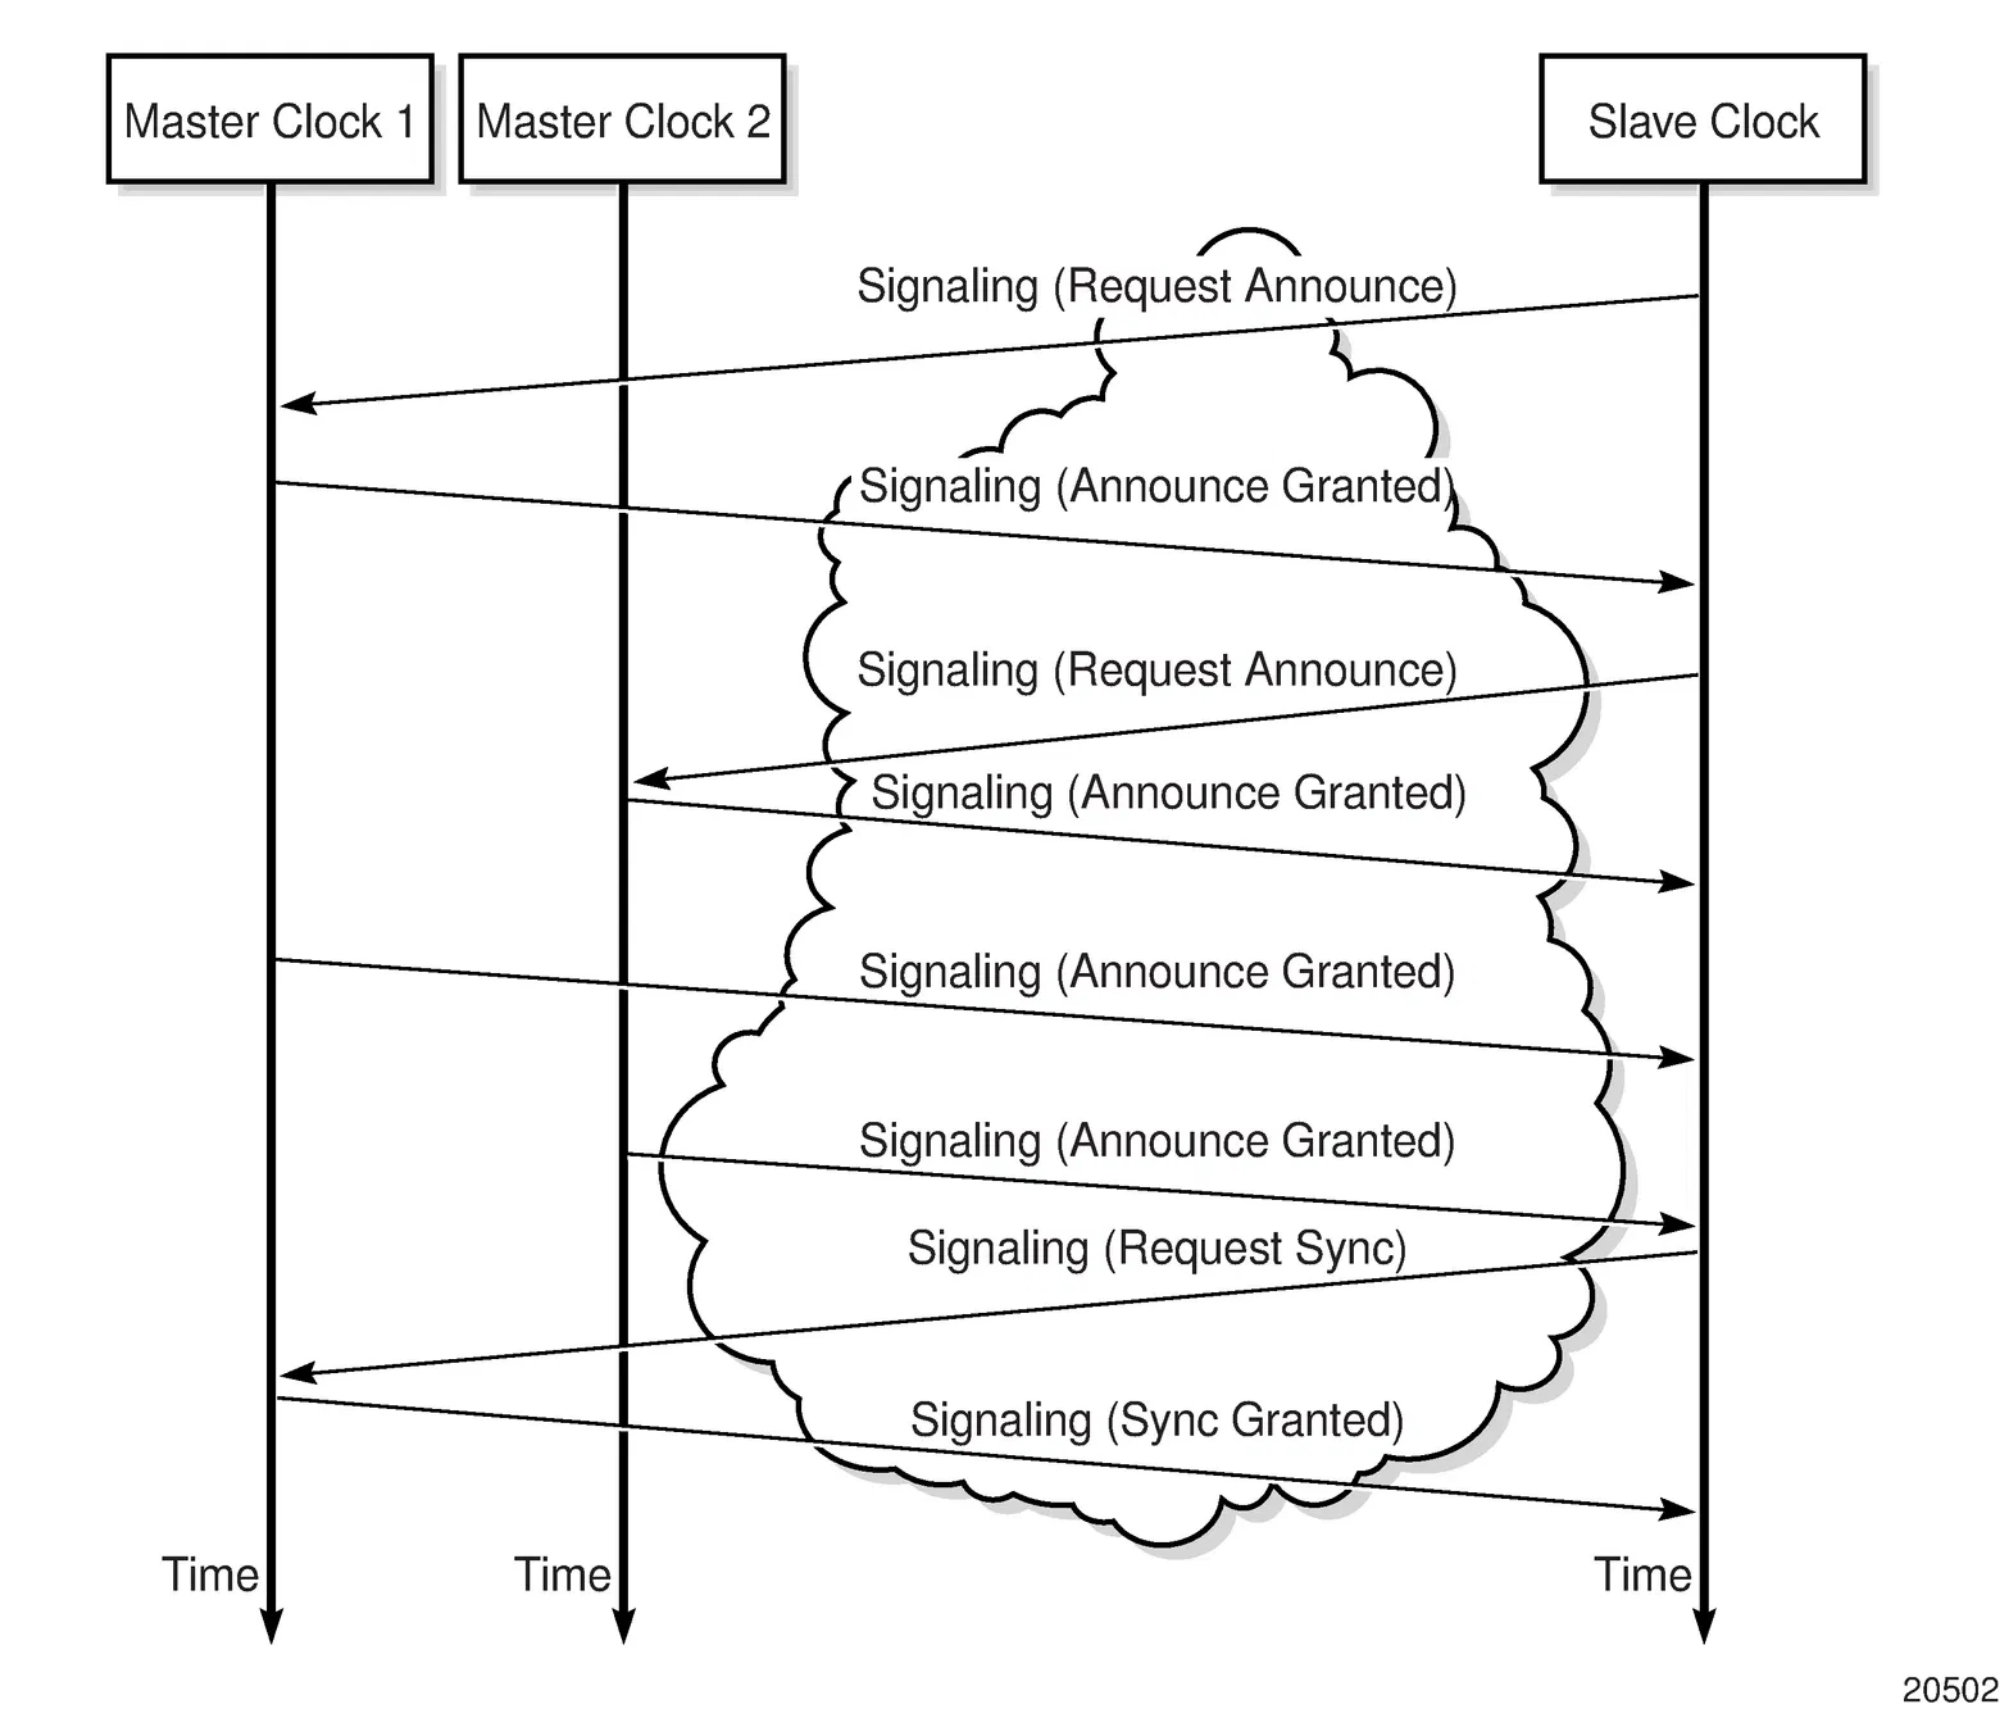 Master Clock 1
Master Clock 2
Slave Clock
Signaling (Request Announce)
Signaling (Announce Granted)
Signaling (Request Announce)
Signaling (Announce Granted)
Signaling (Announce Granted)
Signaling (Announce Granted)
Signaling (Request Sync)
Signaling (Sync Granted)
Time
Time
Time
20502